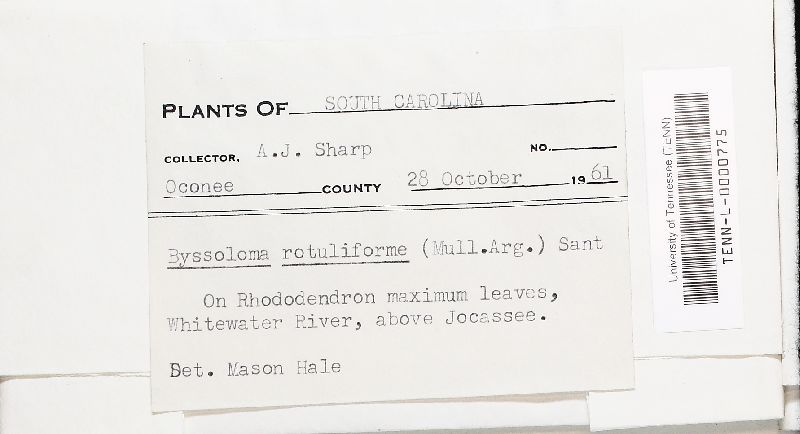 PLANTS OF SOUTH CAROLINA
COLLECTOR. A.J. Sharp NO.
Oconee COUNTY 28 October 1961
Byssoloma rotuliforme (Mull.Arg.) Sant
On Rhododendron maximum leaves,
Whitewater River, above Jocassee.
Det. Mason Hale
University of Tennessee (TENN)
TENN-L-0000775